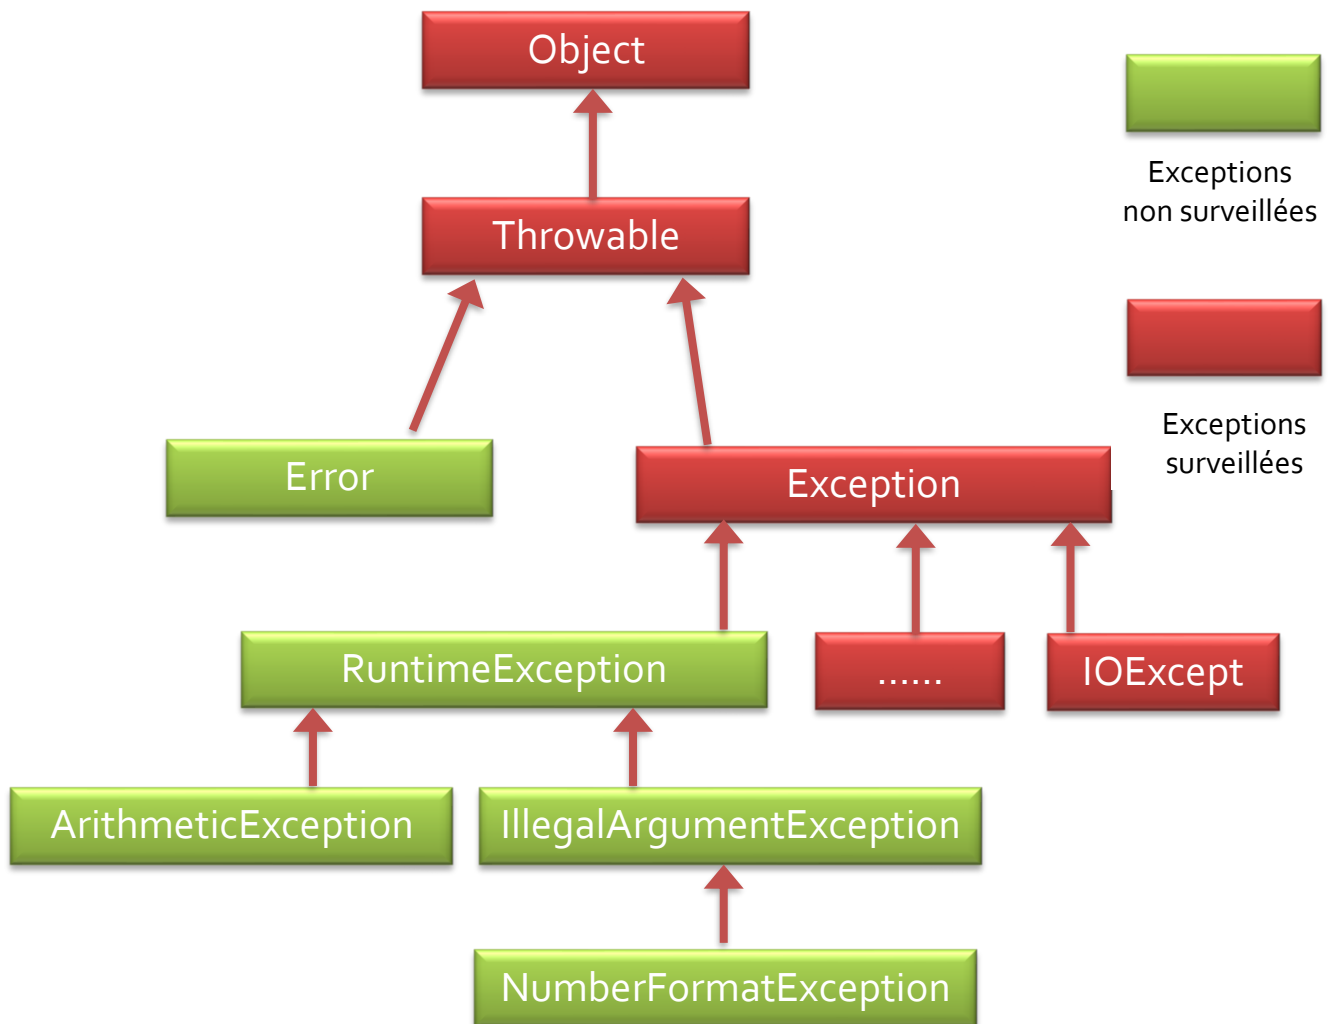 Object
Exceptions
non surveillées
Throwable
Exceptions
surveillées
Error
Exception
RuntimeException
......
IOExcept
ArithmeticException
IllegalArgumentException
NumberFormatException